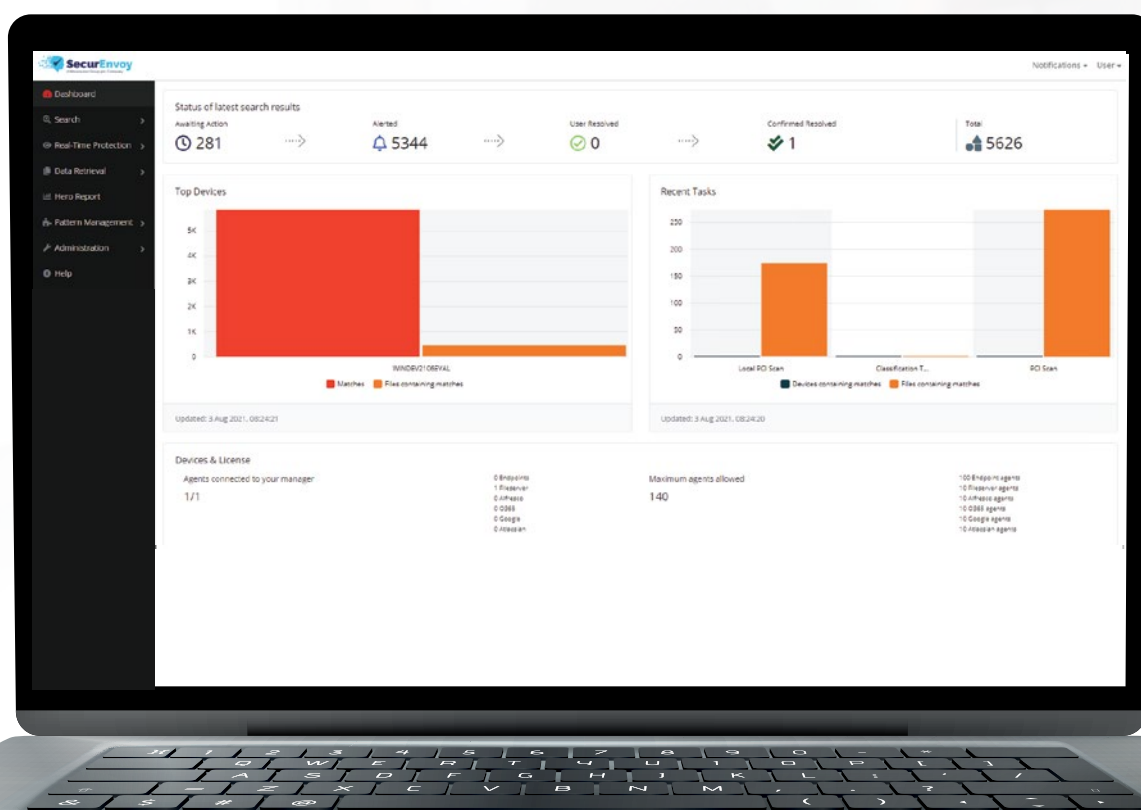 SecurEnvoy
Notifications User
Dashboard
Search
Real-Time Protection
Data Retrieval
Hero Report
Pattern Management
Administration
Help
Status of latest search results
Awaiting Action
281
Alerted
5344
User Resolved
0
Confirmed Resolved
1
Total
5626
Top Devices
5K
4K
3K
2K
1K
0
Matches Files containing matches
Updated: 3 Aug 2021, 08:24:21
Recent Tasks
250
200
150
100
50
0
Local PCI Scan Classification T... PCI Scan
Devices containing matches Files containing matches
Updated: 3 Aug 2021, 08:24:20
Devices & License
Agents connected to your manager
1/1
0 Endpoints
1 Fileserver
0 Alfresco
0 O365
0 Google
0 Atlassian
Maximum agents allowed
140
100 Endpoint agents
10 Fileserver agents
10 Alfresco agents
10 O365 agents
10 Google agents
10 Atlassian agents